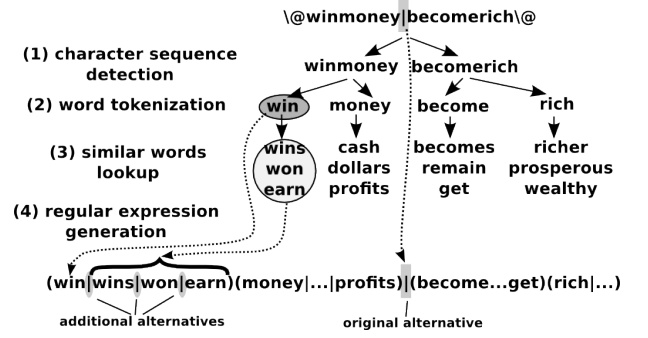 \@winmoney|becomerich\@
(1) character sequence
detection
winmoney becomerich
(2) word tokenization
win money become rich
(3) similar words
lookup
wins cash becomes richer
won dollars remain prosperous
earn profits get wealthy
(4) regular expression
generation
(win|wins|won|earn)(money|...|profits)|(become...get)(rich|...)
additional alternatives
original alternative